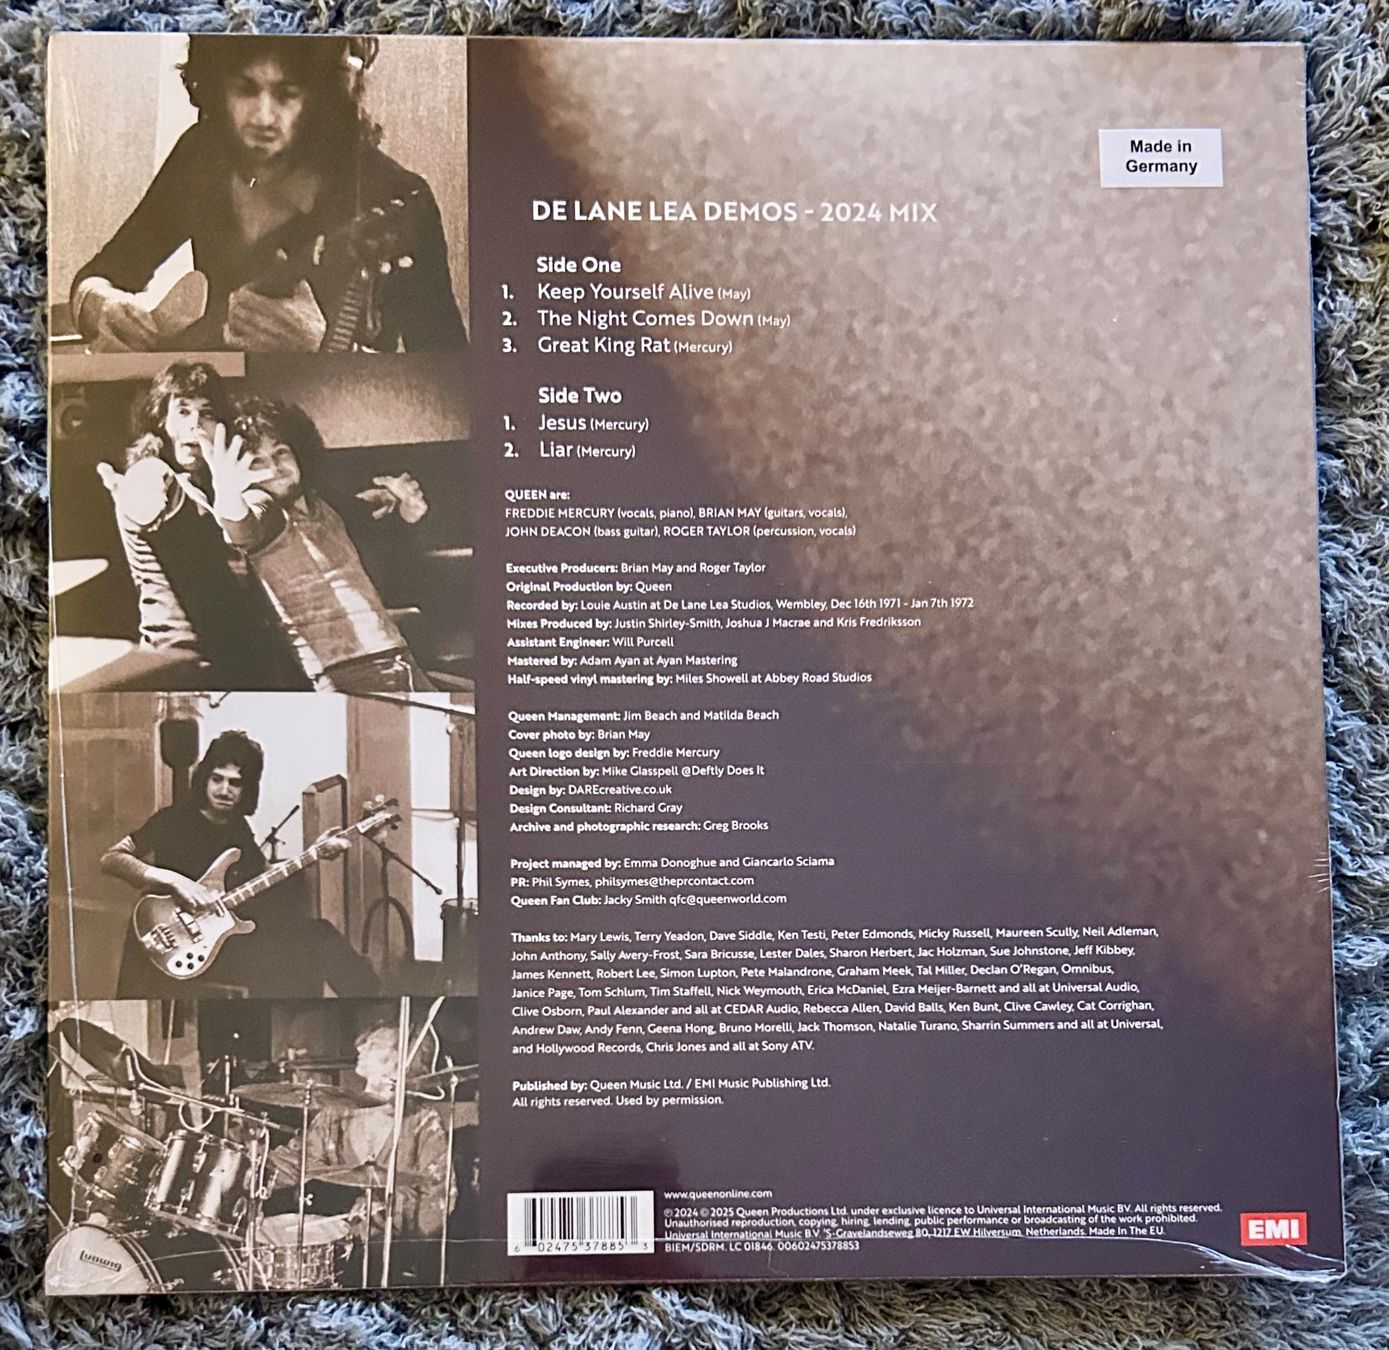 Made in
Germany
DE LANE LEA DEMOS - 2024 MIX
Side One
1. Keep Yourself Alive (May)
2. The Night Comes Down (May)
3. Great King Rat (Mercury)
Side Two
1. Jesus (Mercury)
2. Liar (Mercury)
QUEEN are:
FREDDIE MERCURY (vocals, piano), BRIAN MAY (guitars, vocals),
JOHN DEACON (bass guitar), ROGER TAYLOR (percussion, vocals)
Executive Producers: Brian May and Roger Taylor
Original Production by: Queen
Recorded by: Louie Austin at De Lane Lea Studios, Wembley, Dec 16th 1971 - Jan 7th 1972
Mixes Produced by: Justin Shirley-Smith, Joshua J Macrae and Kris Fredriksson
Assistant Engineer: Will Purcell
Mastered by: Adam Ayan at Ayan Mastering
Half-speed vinyl mastering by: Miles Showell at Abbey Road Studios
Queen Management: Jim Beach and Matilda Beach
Cover photo by: Brian May
Queen logo design by: Freddie Mercury
Art Direction by: Mike Glasspell @Deftly Does It
Design by: DAREcreative.co.uk
Design Consultant: Richard Gray
Archive and photographic research: Greg Brooks
Project managed by: Emma Donoghue and Giancarlo Sciama
PR: Phil Symes, philsymes@theprcontact.com
Queen Fan Club: Jacky Smith qfc@queenworld.com
Thanks to: Mary Lewis, Terry Yeadon, Dave Siddle, Ken Testi, Peter Edmonds, Micky Russell, Maureen Scully, Neil Adleman,
John Anthony, Sally Avery-Frost, Sara Bricusse, Lester Dales, Sharon Herbert, Jac Holzman, Sue Johnstone, Jeff Kibbey,
James Kennett, Robert Lee, Simon Lupton, Pete Malandrone, Graham Meek, Tal Miller, Declan O'Regan, Omnibus,
Janice Page, Tom Schlum, Tim Staffell, Nick Weymouth, Erica McDaniel, Ezra Meijer-Barnett and all at Universal Audio,
Clive Osborn, Paul Alexander and all at CEDAR Audio, Rebecca Allen, David Balls, Ken Bunt, Clive Cawley, Cat Corrighan,
Andrew Daw, Andy Fenn, Geena Hong, Bruno Morelli, Jack Thomson, Natalie Turano, Sharrin Summers and all at Universal,
and Hollywood Records, Chris Jones and all at Sony ATV.
Published by: Queen Music Ltd. / EMI Music Publishing Ltd.
All rights reserved. Used by permission.
www.queenonline.com
℗ 2024 © 2025 Queen Productions Ltd. under exclusive licence to Universal International Music BV. All rights reserved.
Unauthorised reproduction, copying, hiring, lending, public performance or broadcasting of the work prohibited.
Universal International Music B.V. 'S-Gravelandseweg 80, 1217 EW Hilversum, Netherlands. Made In The EU.
BIEM/SDRM. LC 01846. 00602475378853
6 02475 37885 3
EMI
Ludwig